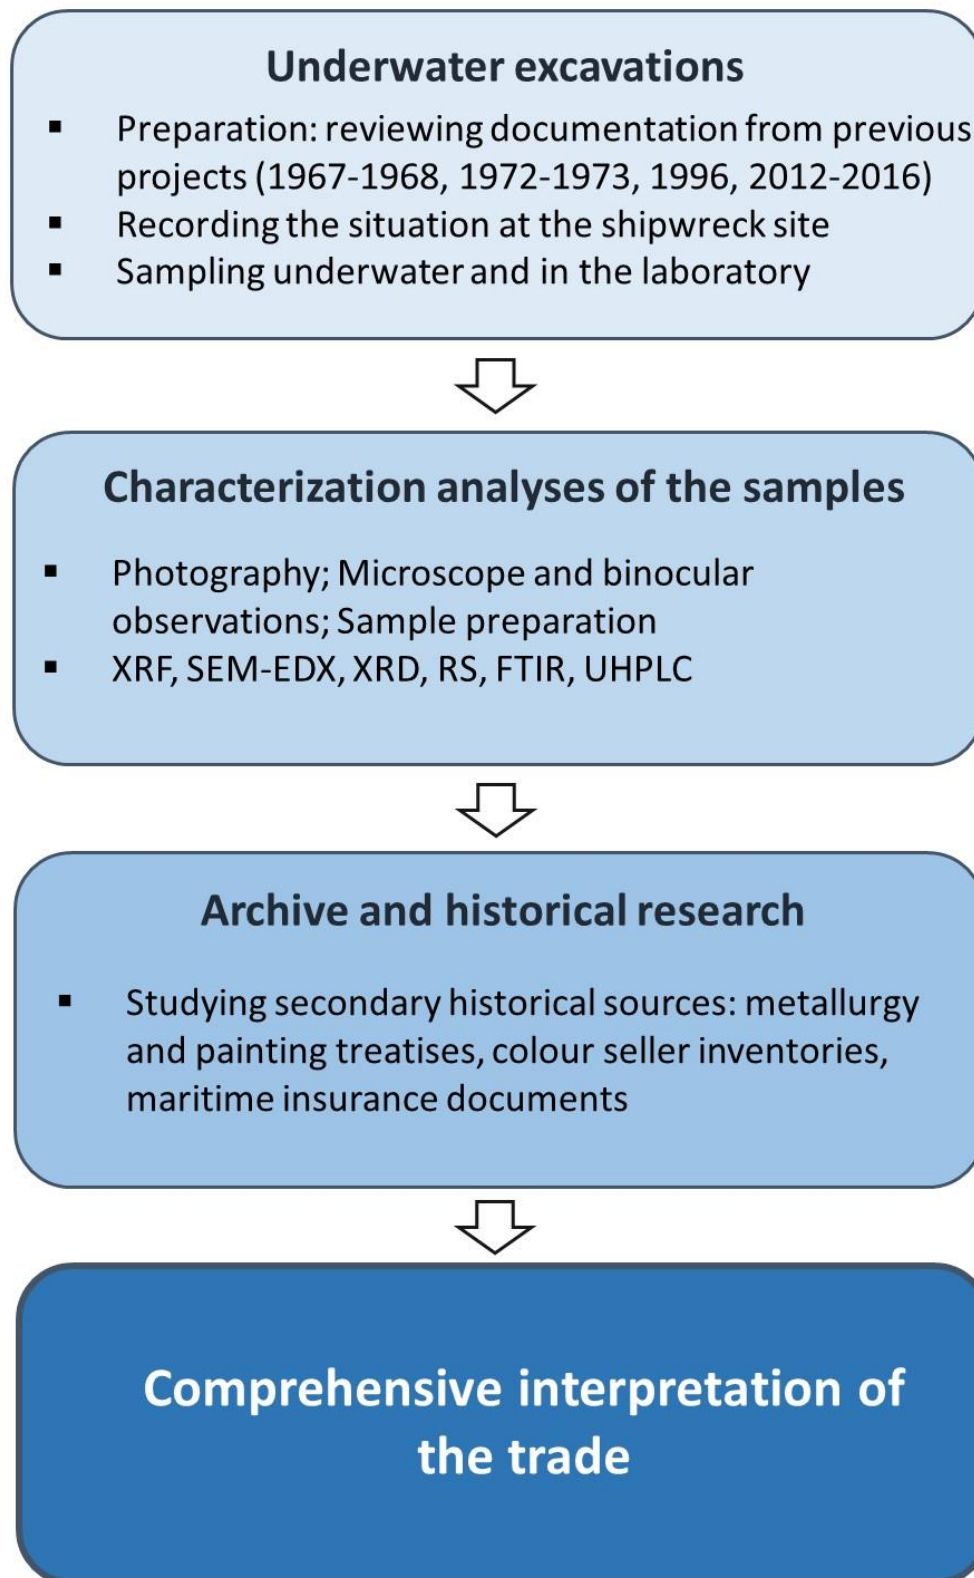 Underwater excavations
▪ Preparation: reviewing documentation from previous
projects (1967-1968, 1972-1973, 1996, 2012-2016)
▪ Recording the situation at the shipwreck site
▪ Sampling underwater and in the laboratory
Characterization analyses of the samples
▪ Photography; Microscope and binocular
observations; Sample preparation
▪ XRF, SEM-EDX, XRD, RS, FTIR, UHPLC
Archive and historical research
▪ Studying secondary historical sources: metallurgy
and painting treatises, colour seller inventories,
maritime insurance documents
Comprehensive interpretation of
the trade